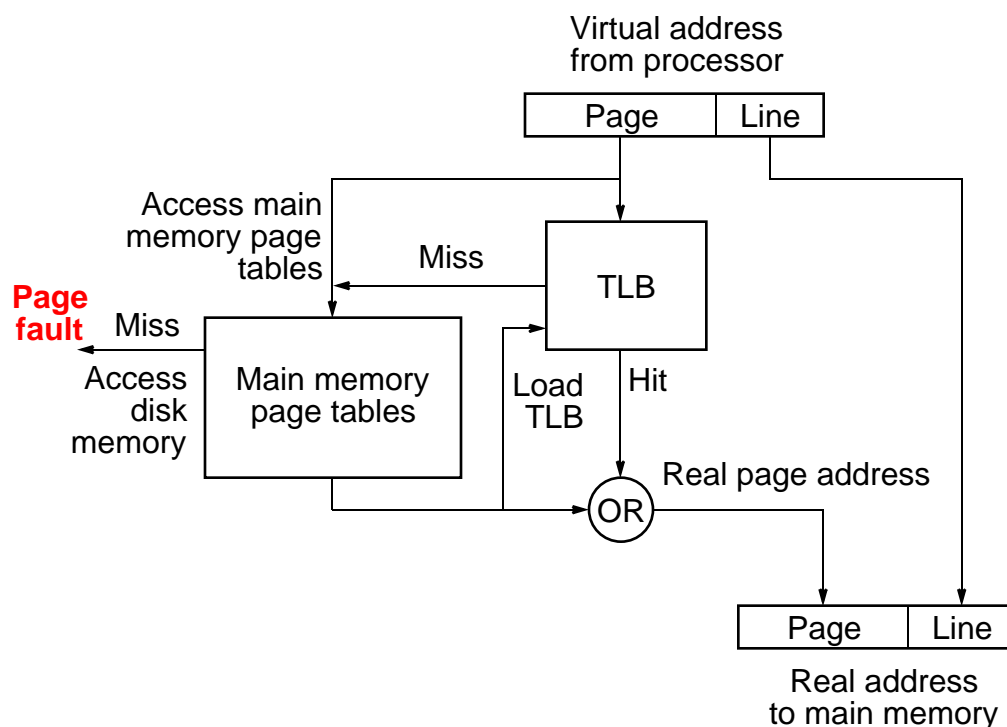 Virtual address
from processor
Page
Line
Access main
memory page
tables
Miss
TLB
Page
fault
Miss
Access
disk
memory
Main memory
page tables
Load
TLB
Hit
Real page address
OR
Page
Line
Real address
to main memory